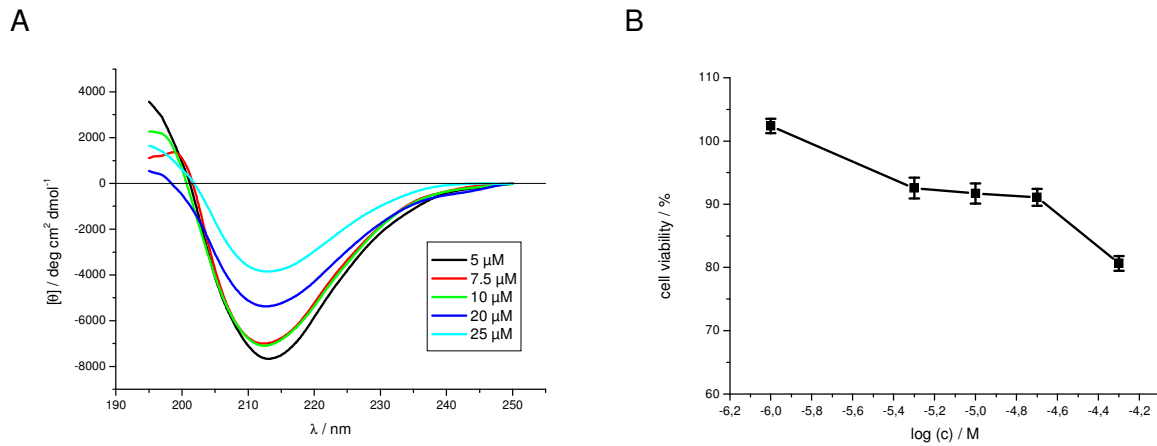 A
4000
2000
0
-2000
-4000
-6000
-8000
[θ] / deg cm² dmol⁻¹
190 200 210 220 230 240 250
λ / nm
5 µM
7.5 µM
10 µM
20 µM
25 µM
B
110
100
90
80
70
60
cell viability / %
-6,2 -6,0 -5,8 -5,6 -5,4 -5,2 -5,0 -4,8 -4,6 -4,4 -4,2
log (c) / M